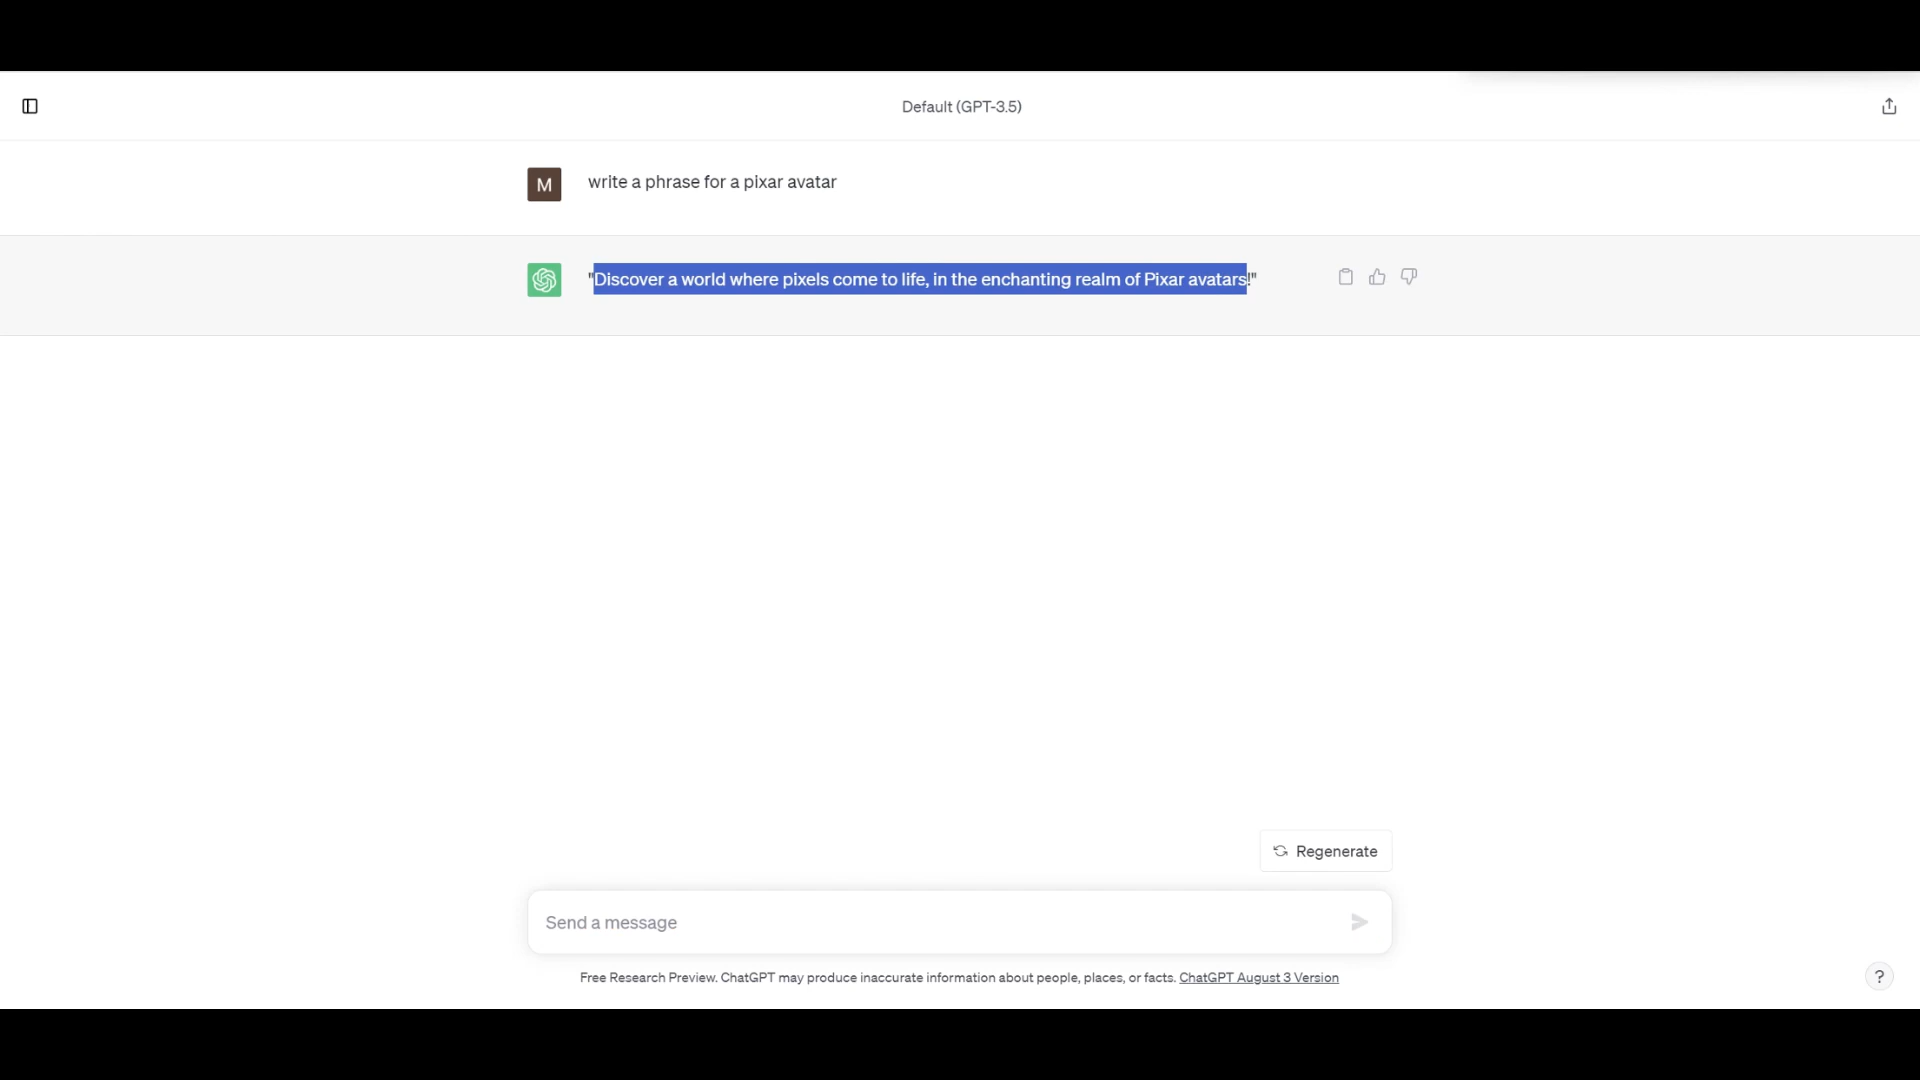 Default (GPT-3.5)
M
write a phrase for a pixar avatar
"Discover a world where pixels come to life, in the enchanting realm of Pixar avatars!"
Regenerate
Send a message
Free Research Preview. ChatGPT may produce inaccurate information about people, places, or facts. ChatGPT August 3 Version
?